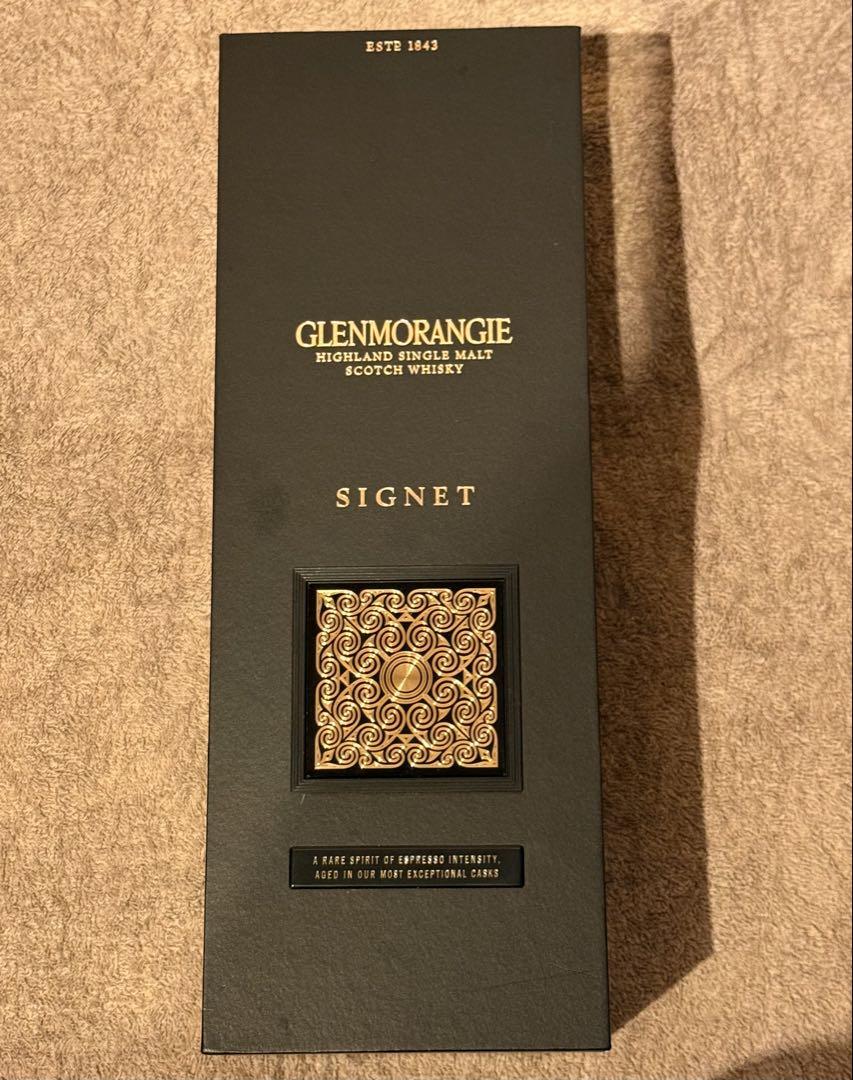 ESTD 1843
GLENMORANGIE
HIGHLAND SINGLE MALT
SCOTCH WHISKY
SIGNET
A RARE SPIRIT OF ESPRESSO INTENSITY,
AGED IN OUR MOST EXCEPTIONAL CASKS